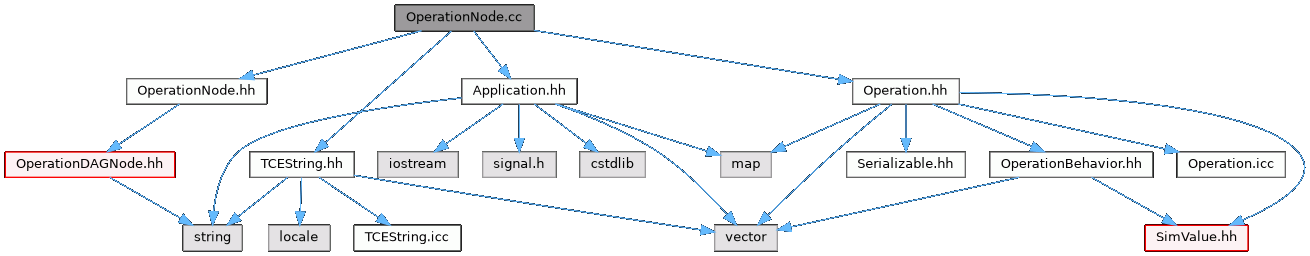 OperationNode.cc
OperationNode.hh
Application.hh
Operation.hh
OperationDAGNode.hh
TCEString.hh
iostream
signal.h
cstdlib
map
Serializable.hh
OperationBehavior.hh
Operation.icc
string
locale
TCEString.icc
vector
SimValue.hh